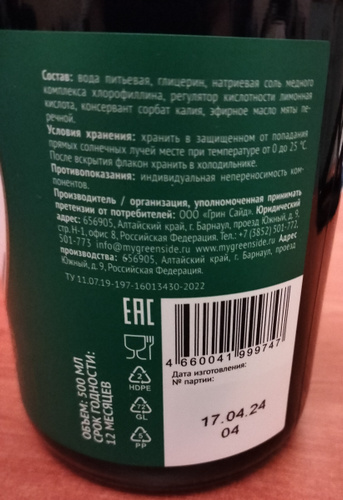 Состав: вода питьевая, глицерин, натриевая соль медного
комплекса хлорофиллина, регулятор кислотности лимонная
кислота, консервант сорбат калия, эфирное масло мяты пе-
речной.
Условия хранения: хранить в защищенном от попадания
прямых солнечных лучей месте при температуре от 0 до 25 °С.
После вскрытия флакон хранить в холодильнике.
Противопоказания: индивидуальная непереносимость ком-
понентов.
Производитель / организация, уполномоченная принимать
претензии от потребителей: ООО «Грин Сайд». Юридический
адрес: 656905, Алтайский край, г. Барнаул, проезд Южный, д. 9,
стр.Н-1, офис 8, Российская Федерация. Тел.: +7 (3852) 501-772,
501-773 info@mygreenside.com www.mygreenside.com Адрес
производства: 656905, Алтайский край, г. Барнаул, проезд
Южный, д. 9, Российская Федерация.
ТУ 11.07.19-197-16013430-2022
EAC
2
HDPE
72
GL
5
PP
ОБЪЕМ: 500 МЛ
СРОК ГОДНОСТИ:
12 МЕСЯЦЕВ
4 660041 999747
Дата изготовления:
№ партии:
17.04.24
04